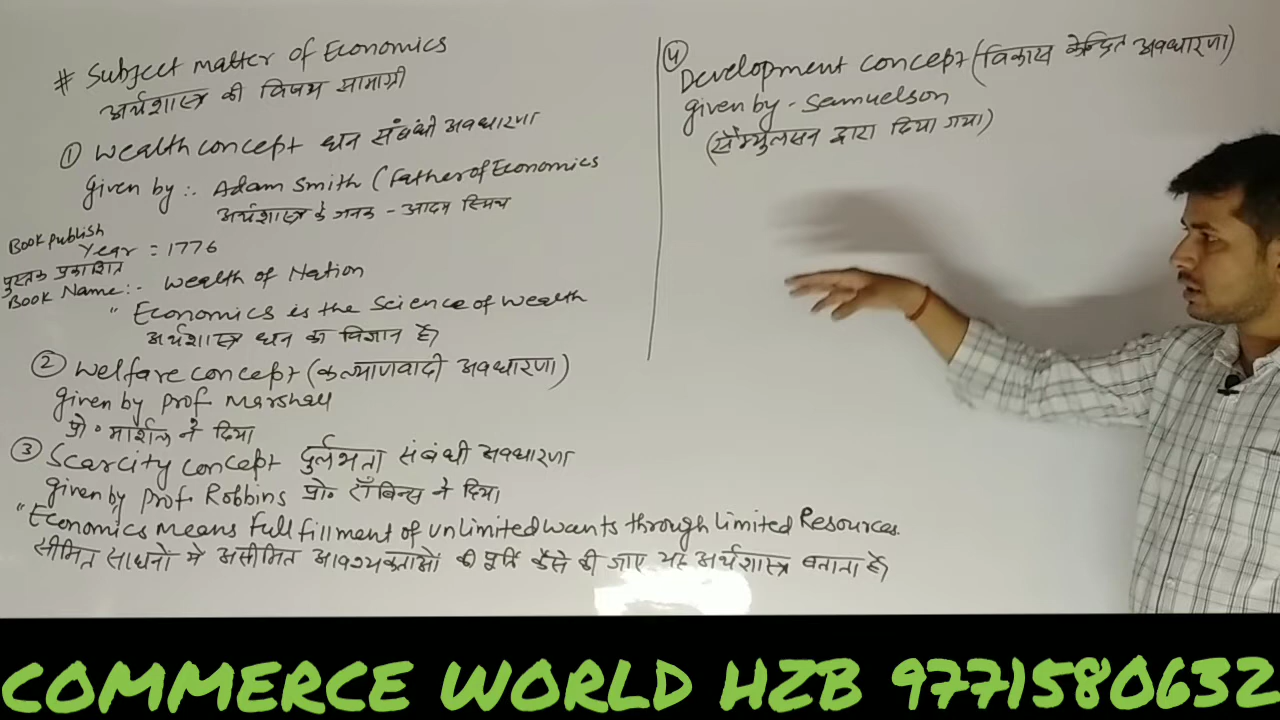 # Subject matter of Economics
अर्थशास्त्र की विषय सामाग्री
① Wealth concept धन संबंधी अवधारणा
Given by :- Adam Smith (Father of Economics
अर्थशास्त्र के जनक - आदम स्मिथ
Book publish
Year = 1776
पुस्तक प्रकाशित
Book Name:- Wealth of Nation
" Economics is the Science of Wealth
अर्थशास्त्र धन का विज्ञान है।
② Welfare concept (कल्याणवादी अवधारणा)
Given by Prof. Marshall
प्रो॰ मार्शल ने दिया
③ Scarcity concept दुर्लभता संबंधी अवधारणा
Given by Prof. Robbins प्रो॰ रॉबिन्स ने दिया
"Economics means Full fillment of unlimited wants through Limited Resources.
सीमित साधनो मे असीमित आवश्यकताओं की पूर्ति कैसे की जाए यह अर्थशास्त्र बताता है।
④
Development concept (विकास केन्द्रित अवधारणा)
Given by - Samuelson
(सैम्युलसन द्वारा दिया गया)
COMMERCE WORLD HZB 9771580632